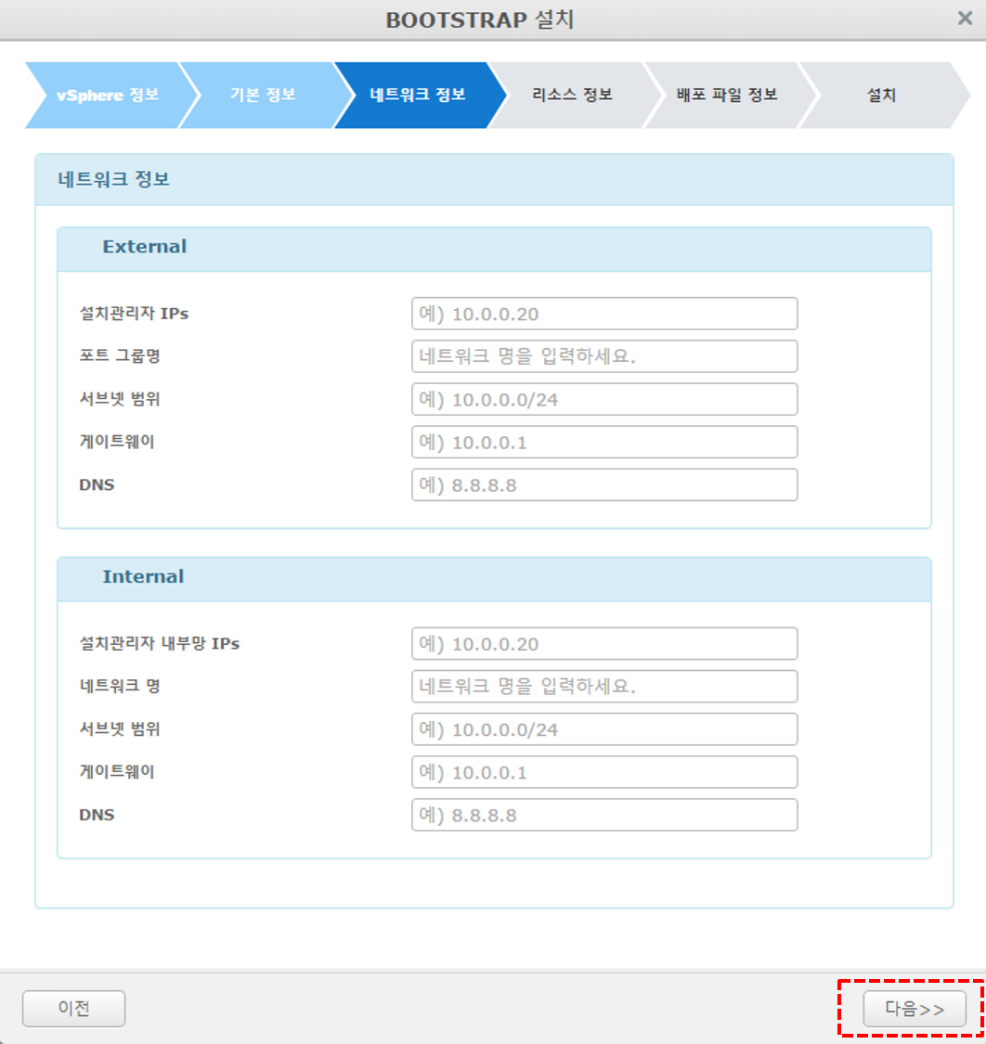 BOOTSTRAP 설치
×
vSphere 정보 기본 정보 네트워크 정보 리소스 정보 배포 파일 정보 설치
네트워크 정보
External
설치관리자 IPs 예) 10.0.0.20
포트 그룹명 네트워크 명을 입력하세요.
서브넷 범위 예) 10.0.0.0/24
게이트웨이 예) 10.0.0.1
DNS 예) 8.8.8.8
Internal
설치관리자 내부망 IPs 예) 10.0.0.20
네트워크 명 네트워크 명을 입력하세요.
서브넷 범위 예) 10.0.0.0/24
게이트웨이 예) 10.0.0.1
DNS 예) 8.8.8.8
이전 다음>>